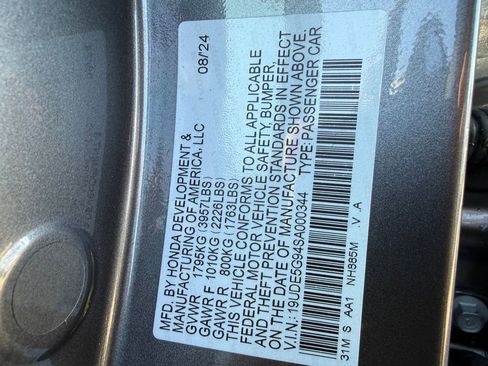 MFD. BY HONDA DEVELOPMENT &
MANUFACTURING OF AMERICA, LLC 08/24
GVWR 1795KG (3957LBS)
GAWR F 1010KG (2226LBS)
GAWR R 800KG (1763LBS)
THIS VEHICLE CONFORMS TO ALL APPLICABLE
FEDERAL MOTOR VEHICLE SAFETY, BUMPER,
AND THEFT PREVENTION STANDARDS IN EFFECT
ON THE DATE OF MANUFACTURE SHOWN ABOVE.
V.I.N.: 19UDE5G94SA000344 TYPE: PASSENGER CAR
31M S AA1 NH985M V A